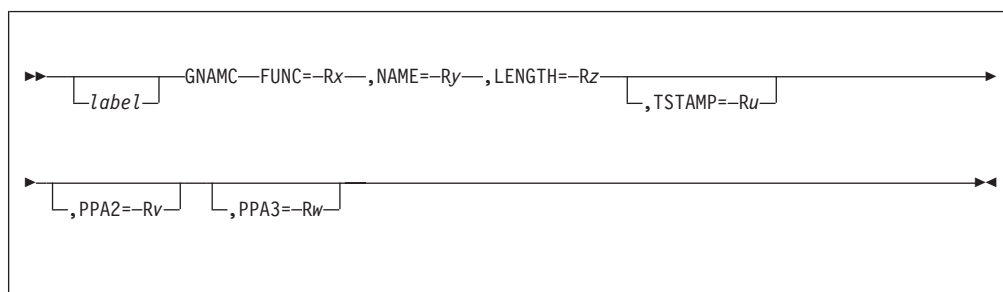 GNAMC FUNC=Rx ,NAME=Ry ,LENGTH=Rz
label ,TSTAMP=Ru
,PPA2=Rv ,PPA3=Rw